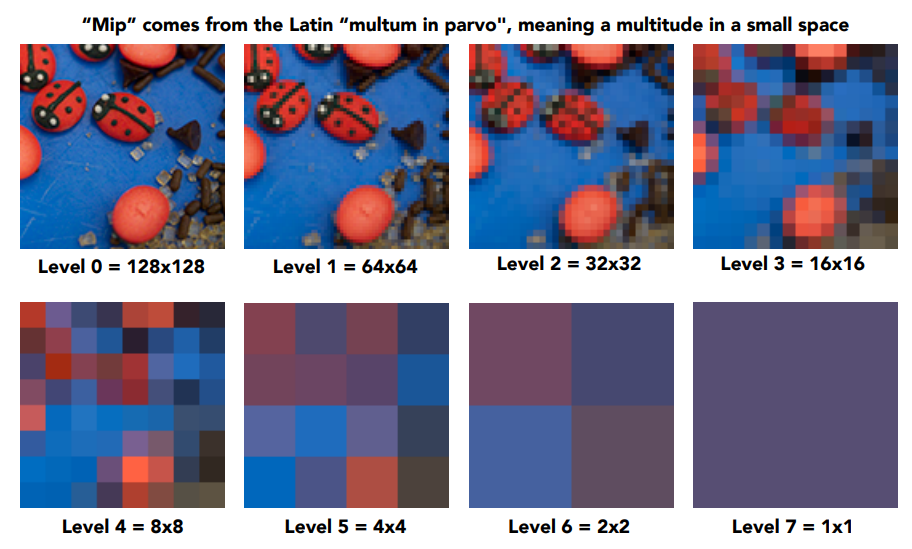 “Mip” comes from the Latin “multum in parvo", meaning a multitude in a small space
Level 0 = 128x128
Level 1 = 64x64
Level 2 = 32x32
Level 3 = 16x16
Level 4 = 8x8
Level 5 = 4x4
Level 6 = 2x2
Level 7 = 1x1